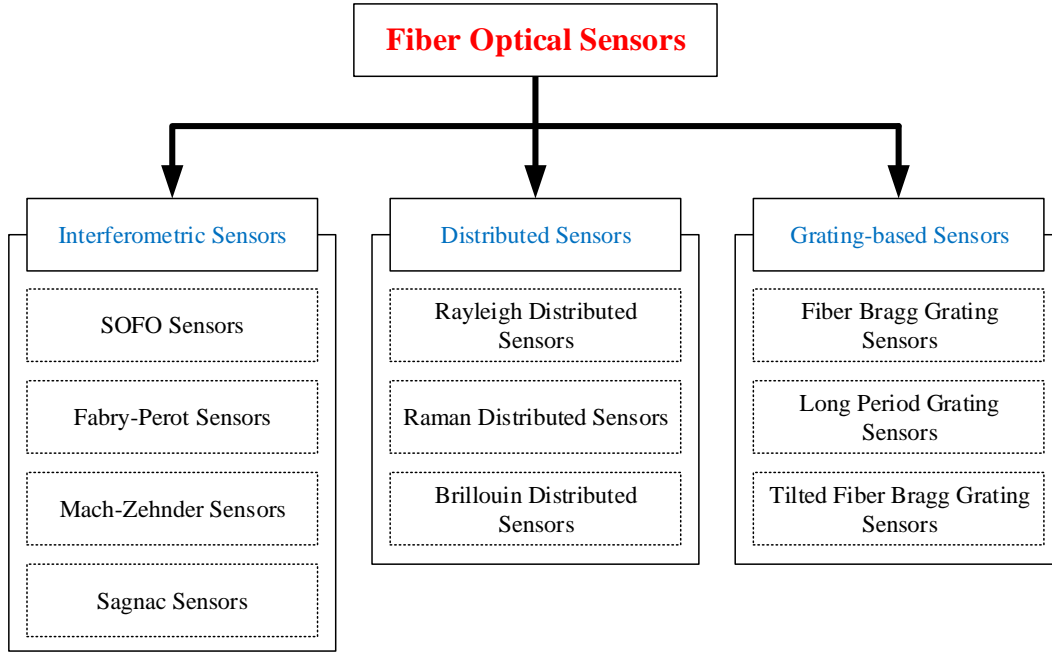 Fiber Optical Sensors
Interferometric Sensors
SOFO Sensors
Fabry-Perot Sensors
Mach-Zehnder Sensors
Sagnac Sensors
Distributed Sensors
Rayleigh Distributed
Sensors
Raman Distributed Sensors
Brillouin Distributed
Sensors
Grating-based Sensors
Fiber Bragg Grating
Sensors
Long Period Grating
Sensors
Tilted Fiber Bragg Grating
Sensors